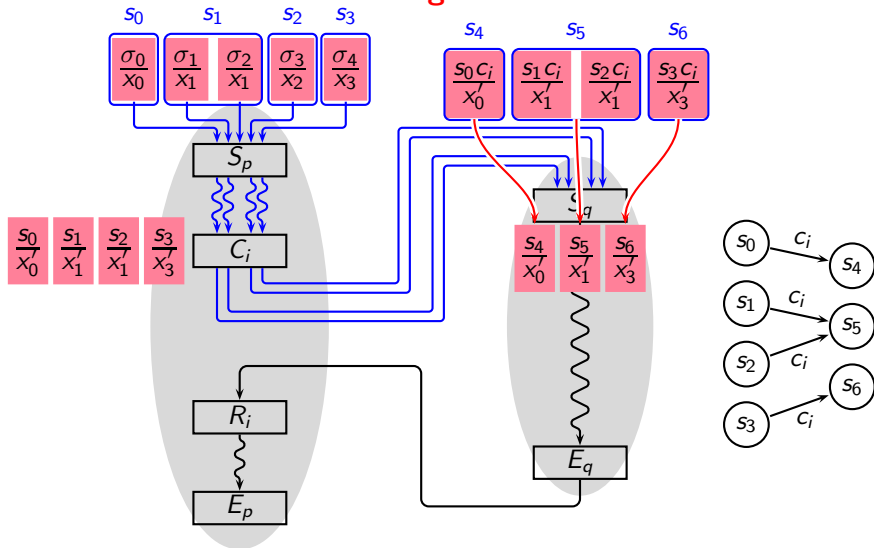 g
s₀ s₁ s₂ s₃
σ₀/x₀ σ₁/x₁ σ₂/x₁ σ₃/x₂ σ₄/x₃
s₄ s₅ s₆
s₀cᵢ/x′₀ s₁cᵢ/x′₁ s₂cᵢ/x′₁ s₃cᵢ/x′₃
Sₚ
S_q
s₀/x′₀ s₁/x′₁ s₂/x′₁ s₃/x′₃
Cᵢ
s₄/x′₀ s₅/x′₁ s₆/x′₃
Rᵢ
Eₚ
E_q
s₀ cᵢ s₄
s₁ cᵢ s₅
s₂ cᵢ
s₃ cᵢ s₆